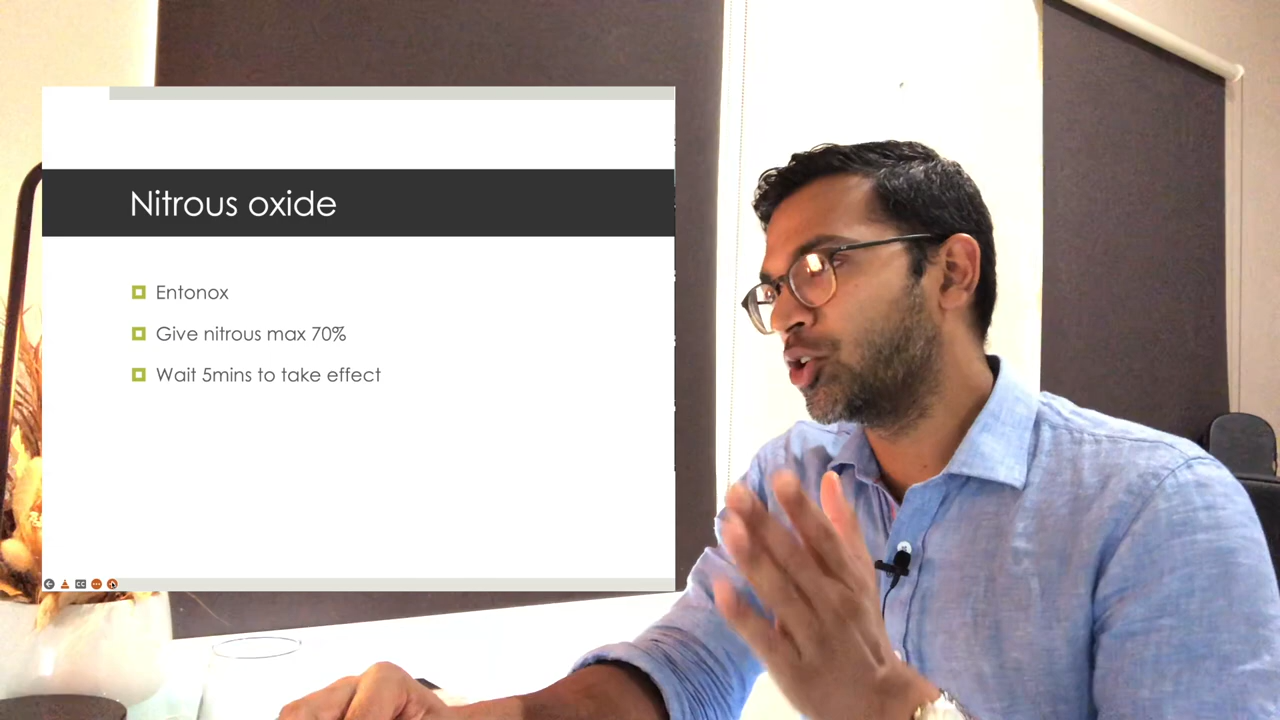 Nitrous oxide
Entonox
Give nitrous max 70%
Wait 5mins to take effect